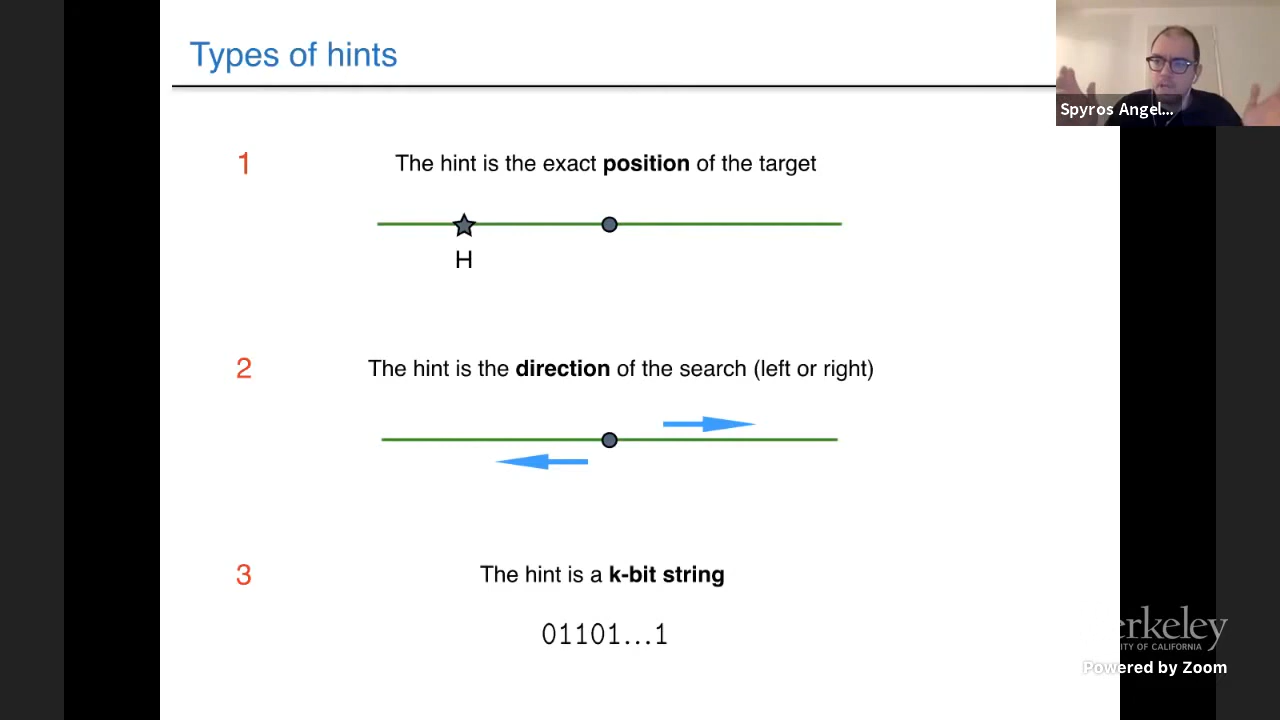 Types of hints
Spyros Angel...
1
The hint is the exact position of the target
H
2
The hint is the direction of the search (left or right)
3
The hint is a k-bit string
01101...1
Powered by Zoom